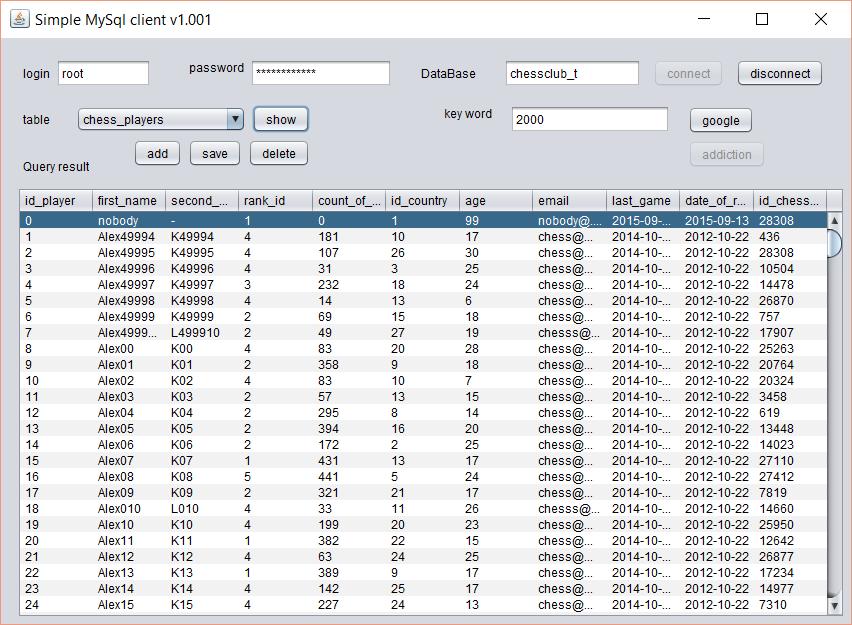 Simple MySql client v1.001
login root password ************ DataBase chessclub_t connect disconnect
table chess_players show key word 2000 google
add save delete addiction
Query result
id_player first_name second_... rank_id count_of_... id_country age email last_game date_of_r... id_chess...
0 nobody - 1 0 1 99 nobody@.... 2015-09-... 2015-09-13 28308
1 Alex49994 K49994 4 181 10 17 chess@... 2014-10-... 2012-10-22 436
2 Alex49995 K49995 4 107 26 30 chess@... 2014-10-... 2012-10-22 28308
3 Alex49996 K49996 4 31 3 25 chess@... 2014-10-... 2012-10-22 10504
4 Alex49997 K49997 3 232 18 24 chess@... 2014-10-... 2012-10-22 14478
5 Alex49998 K49998 4 14 13 6 chess@... 2014-10-... 2012-10-22 26870
6 Alex49999 K49999 2 69 15 18 chess@... 2014-10-... 2012-10-22 757
7 Alex4999... L499910 2 49 27 19 chesss@... 2014-10-... 2012-10-22 17907
8 Alex00 K00 4 83 20 28 chess@... 2014-10-... 2012-10-22 25263
9 Alex01 K01 2 358 9 18 chess@... 2014-10-... 2012-10-22 20764
10 Alex02 K02 4 83 10 7 chess@... 2014-10-... 2012-10-22 20324
11 Alex03 K03 2 57 13 15 chess@... 2014-10-... 2012-10-22 3458
12 Alex04 K04 2 295 8 14 chess@... 2014-10-... 2012-10-22 619
13 Alex05 K05 2 394 16 20 chess@... 2014-10-... 2012-10-22 13448
14 Alex06 K06 2 172 2 25 chess@... 2014-10-... 2012-10-22 14023
15 Alex07 K07 1 431 13 17 chess@... 2014-10-... 2012-10-22 27110
16 Alex08 K08 5 441 5 24 chess@... 2014-10-... 2012-10-22 27412
17 Alex09 K09 2 321 21 17 chess@... 2014-10-... 2012-10-22 7819
18 Alex010 L010 4 33 11 26 chesss@... 2014-10-... 2012-10-22 14660
19 Alex10 K10 4 199 20 23 chess@... 2014-10-... 2012-10-22 25950
20 Alex11 K11 1 382 22 15 chess@... 2014-10-... 2012-10-22 12642
21 Alex12 K12 4 63 24 25 chess@... 2014-10-... 2012-10-22 26877
22 Alex13 K13 1 389 9 17 chess@... 2014-10-... 2012-10-22 17234
23 Alex14 K14 4 142 25 17 chess@... 2014-10-... 2012-10-22 14977
24 Alex15 K15 4 227 24 13 chess@... 2014-10-... 2012-10-22 7310